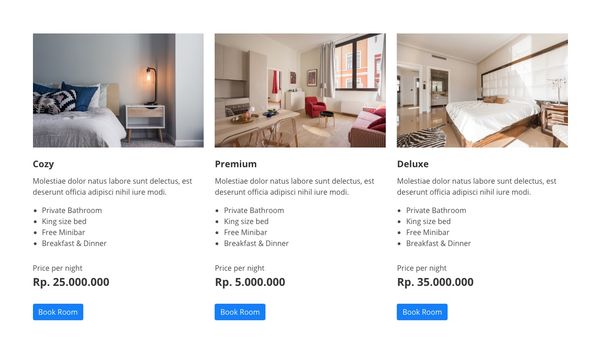 Cozy
Molestiae dolor natus labore sunt delectus, est
deserunt officia adipisci nihil iure modi.
Private Bathroom
King size bed
Free Minibar
Breakfast & Dinner
Price per night
Rp. 25.000.000
Book Room
Premium
Molestiae dolor natus labore sunt delectus, est
deserunt officia adipisci nihil iure modi.
Private Bathroom
King size bed
Free Minibar
Breakfast & Dinner
Price per night
Rp. 5.000.000
Book Room
Deluxe
Molestiae dolor natus labore sunt delectus, est
deserunt officia adipisci nihil iure modi.
Private Bathroom
King size bed
Free Minibar
Breakfast & Dinner
Price per night
Rp. 35.000.000
Book Room